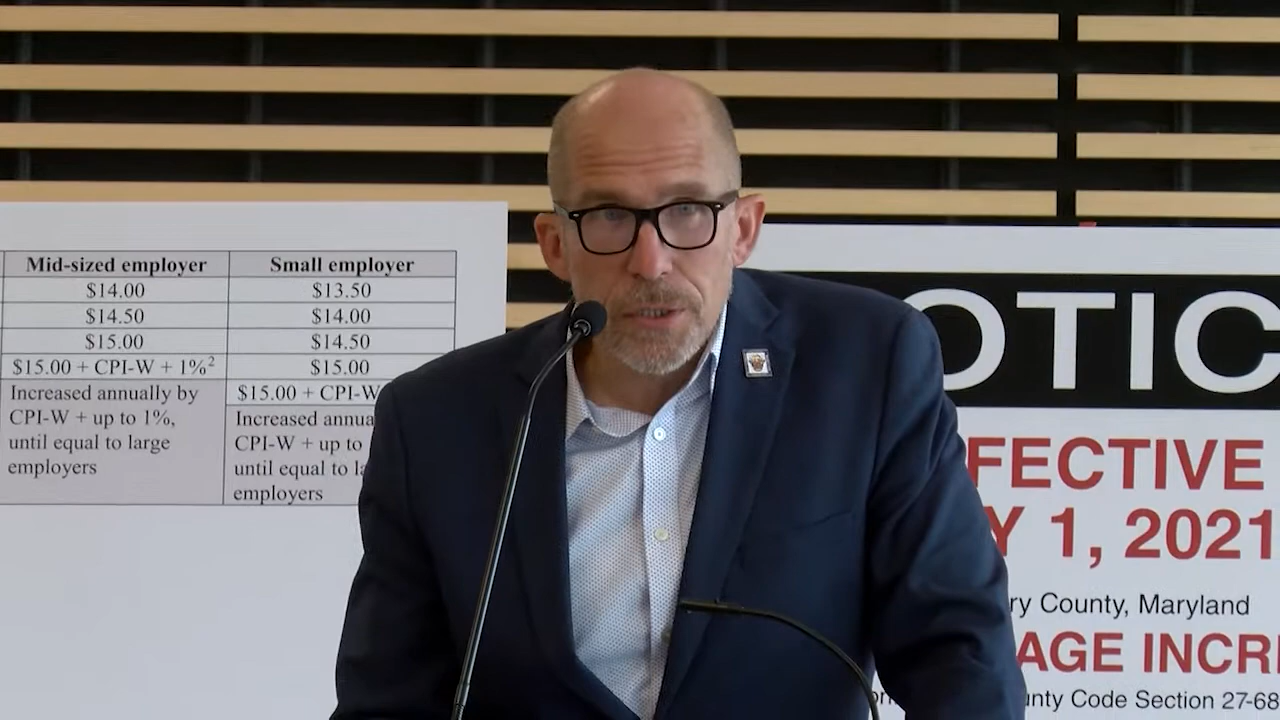 Mid-sized employer Small employer
$14.00 $13.50
$14.50 $14.00
$15.00 $14.50
$15.00 + CPI-W + 1%² $15.00
Increased annually by
CPI-W + up to 1%,
until equal to large
employers
$15.00 + CPI-W
Increased annua
CPI-W + up to
until equal to la
employers
OTIC
FECTIVE
Y 1, 2021
ry County, Maryland
AGE INCR
unty Code Section 27-68